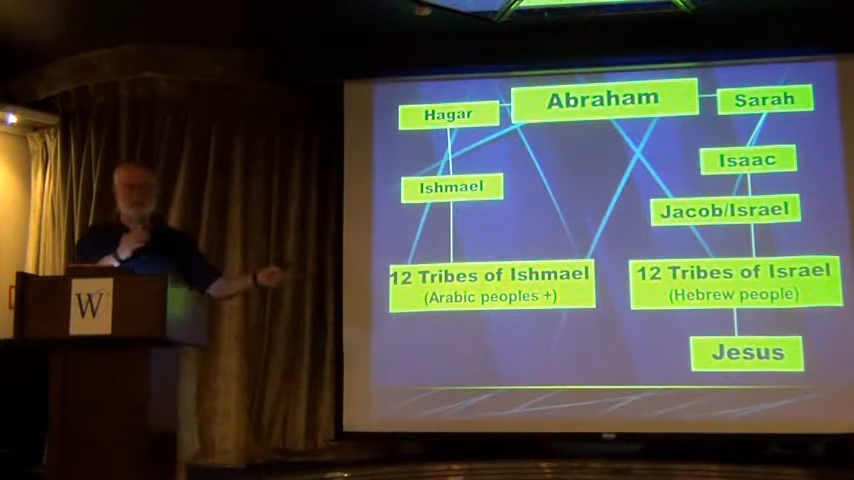 Hagar
Abraham
Sarah
Isaac
Ishmael
Jacob/Israel
12 Tribes of Ishmael
(Arabic peoples +)
12 Tribes of Israel
(Hebrew people)
Jesus
W